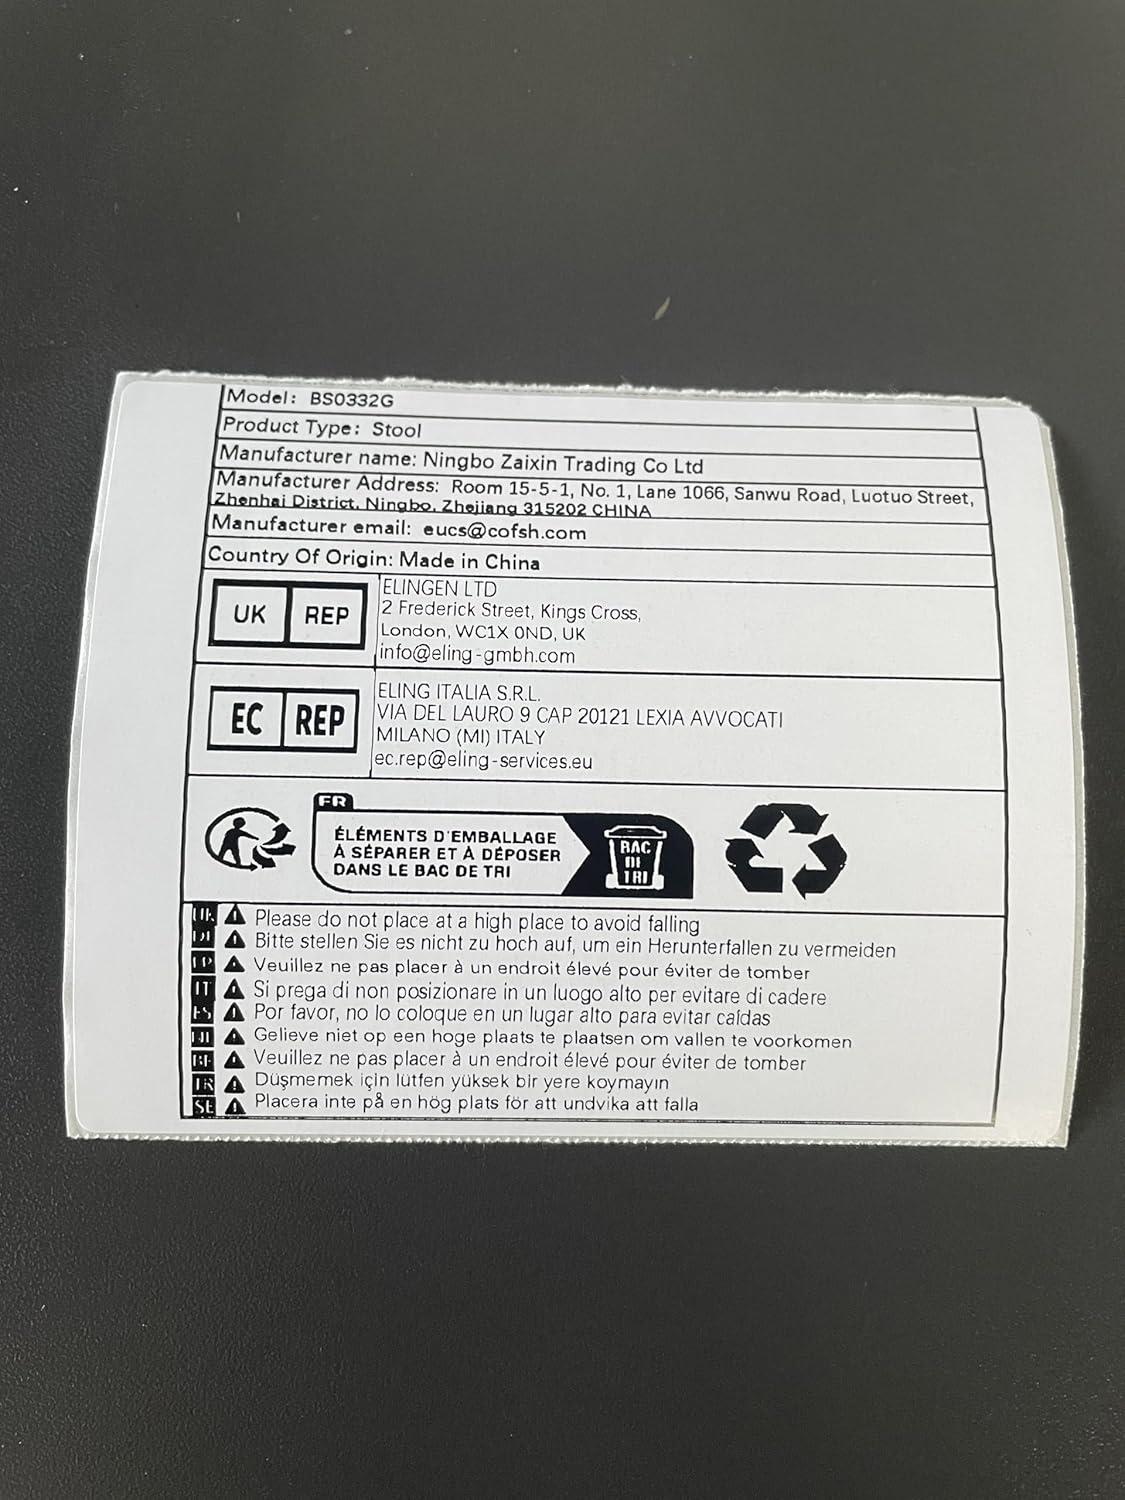 Model: BS0332G
Product Type: Stool
Manufacturer name: Ningbo Zaixin Trading Co Ltd
Manufacturer Address: Room 15-5-1, No. 1, Lane 1066, Sanwu Road, Luotuo Street,
Zhenhai District, Ningbo, Zhejiang 315202 CHINA
Manufacturer email: eucs@cofsh.com
Country Of Origin: Made in China
UK REP
ELINGEN LTD
2 Frederick Street, Kings Cross,
London, WC1X 0ND, UK
info@eling-gmbh.com
EC REP
ELING ITALIA S.R.L.
VIA DEL LAURO 9 CAP 20121 LEXIA AVVOCATI
MILANO (MI) ITALY
ec.rep@eling-services.eu
FR
ÉLÉMENTS D'EMBALLAGE
À SÉPARER ET À DÉPOSER
DANS LE BAC DE TRI
BAC
DE
TRI
UK Please do not place at a high place to avoid falling
Bitte stellen Sie es nicht zu hoch auf, um ein Herunterfallen zu vermeiden
Veuillez ne pas placer à un endroit élevé pour éviter de tomber
IT Si prega di non posizionare in un luogo alto per evitare di cadere
ES Por favor, no lo coloque en un lugar alto para evitar caídas
Gelieve niet op een hoge plaats te plaatsen om vallen te voorkomen
BE Veuillez ne pas placer à un endroit élevé pour éviter de tomber
TR Düşmemek için lütfen yüksek bir yere koymayın
SE Placera inte på en hög plats för att undvika att falla